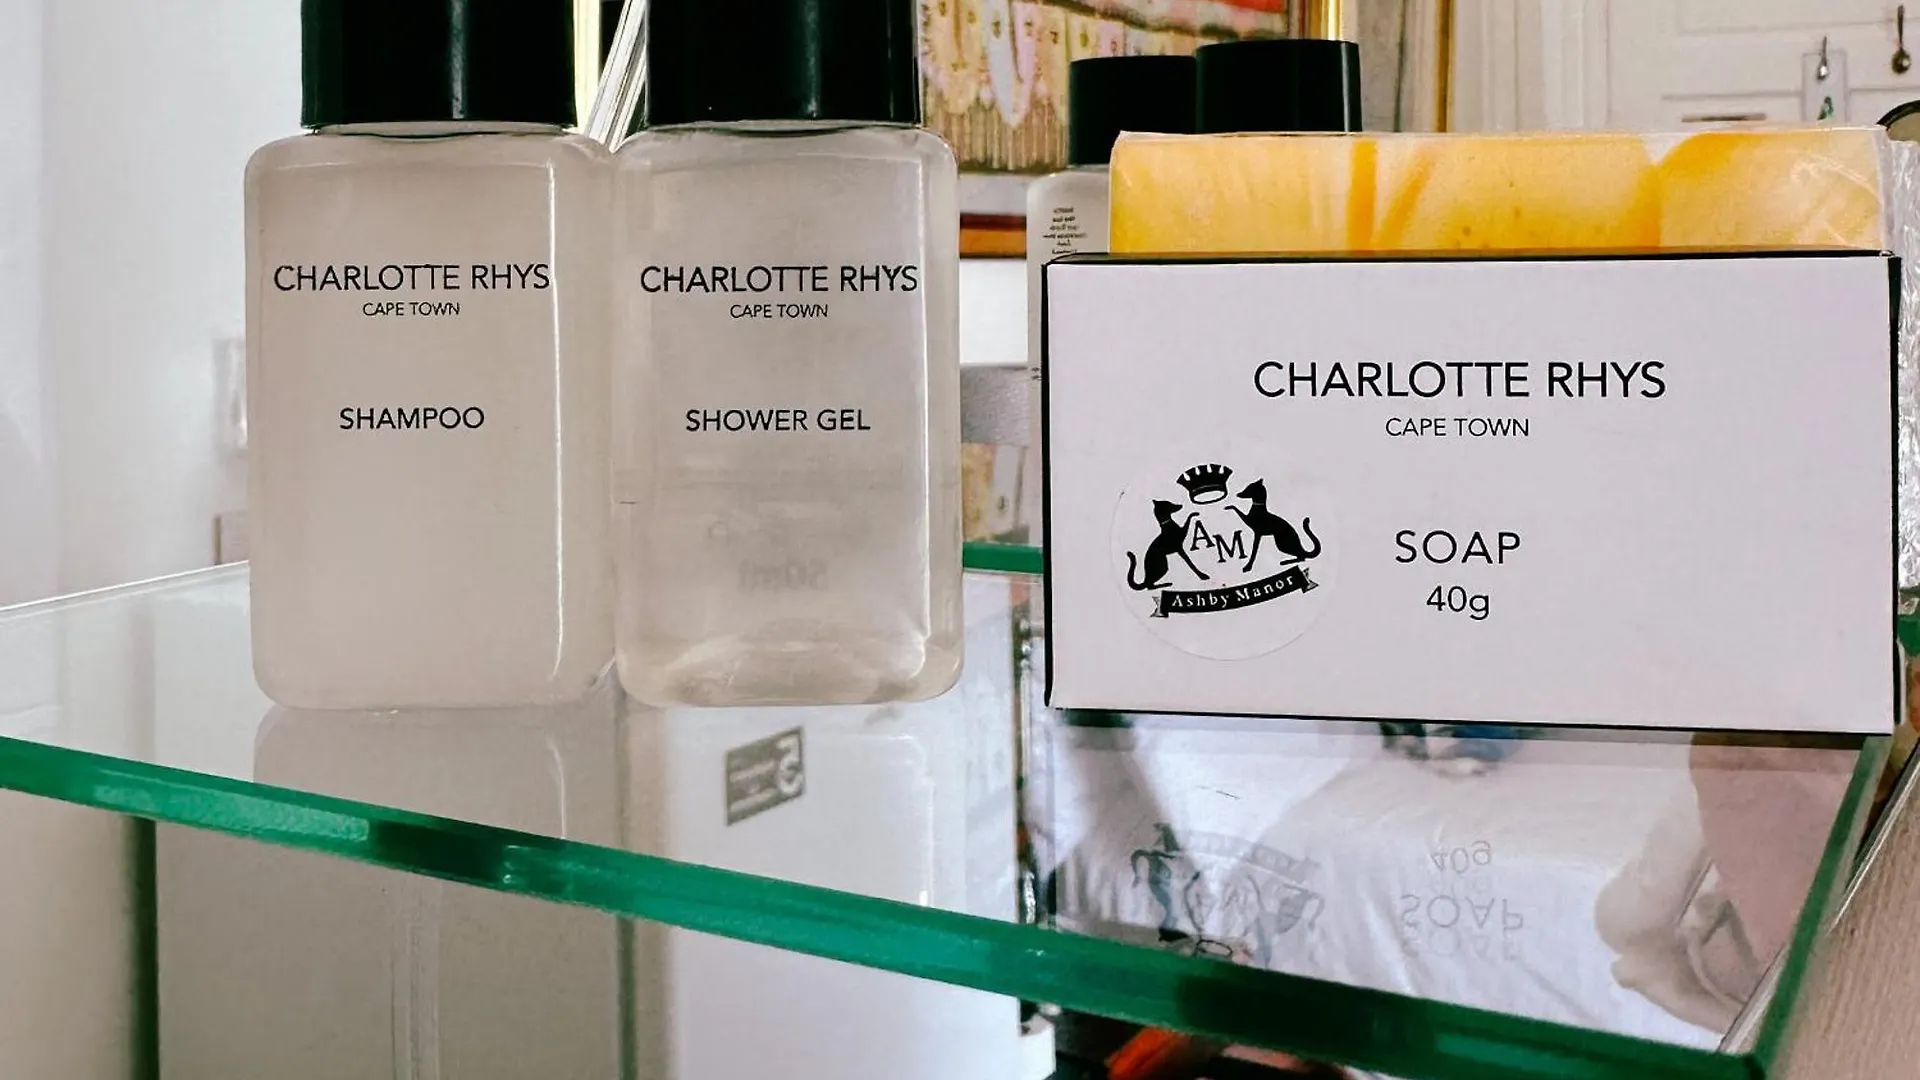 CHARLOTTE RHYS
CAPE TOWN
SHAMPOO
CHARLOTTE RHYS
CAPE TOWN
SHOWER GEL
CHARLOTTE RHYS
CAPE TOWN
AM
Ashby Manor
SOAP
40g